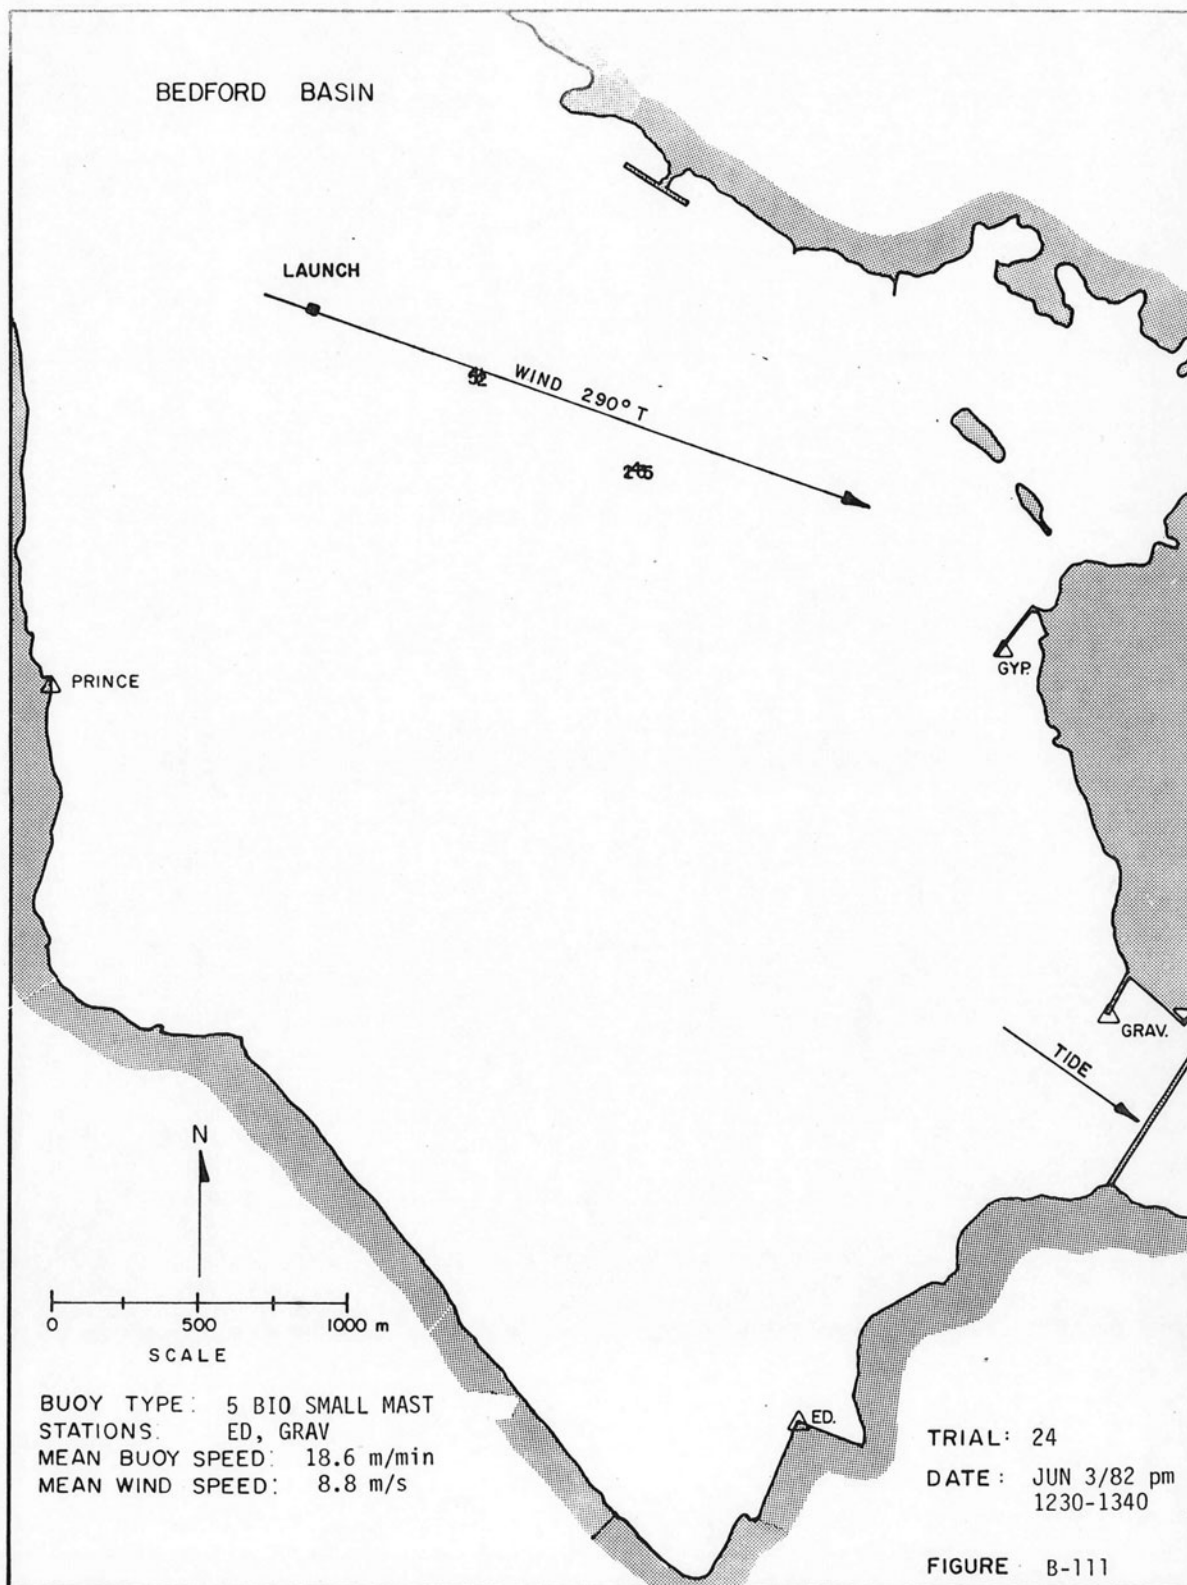 BEDFORD BASIN
LAUNCH
WIND 290° T
PRINCE
GYP.
GRAV.
TIDE
N
0 500 1000 m
SCALE
ED.
BUOY TYPE: 5 BIO SMALL MAST
STATIONS: ED, GRAV
MEAN BUOY SPEED: 18.6 m/min
MEAN WIND SPEED: 8.8 m/s
TRIAL: 24
DATE: JUN 3/82 pm
1230-1340
FIGURE B-111